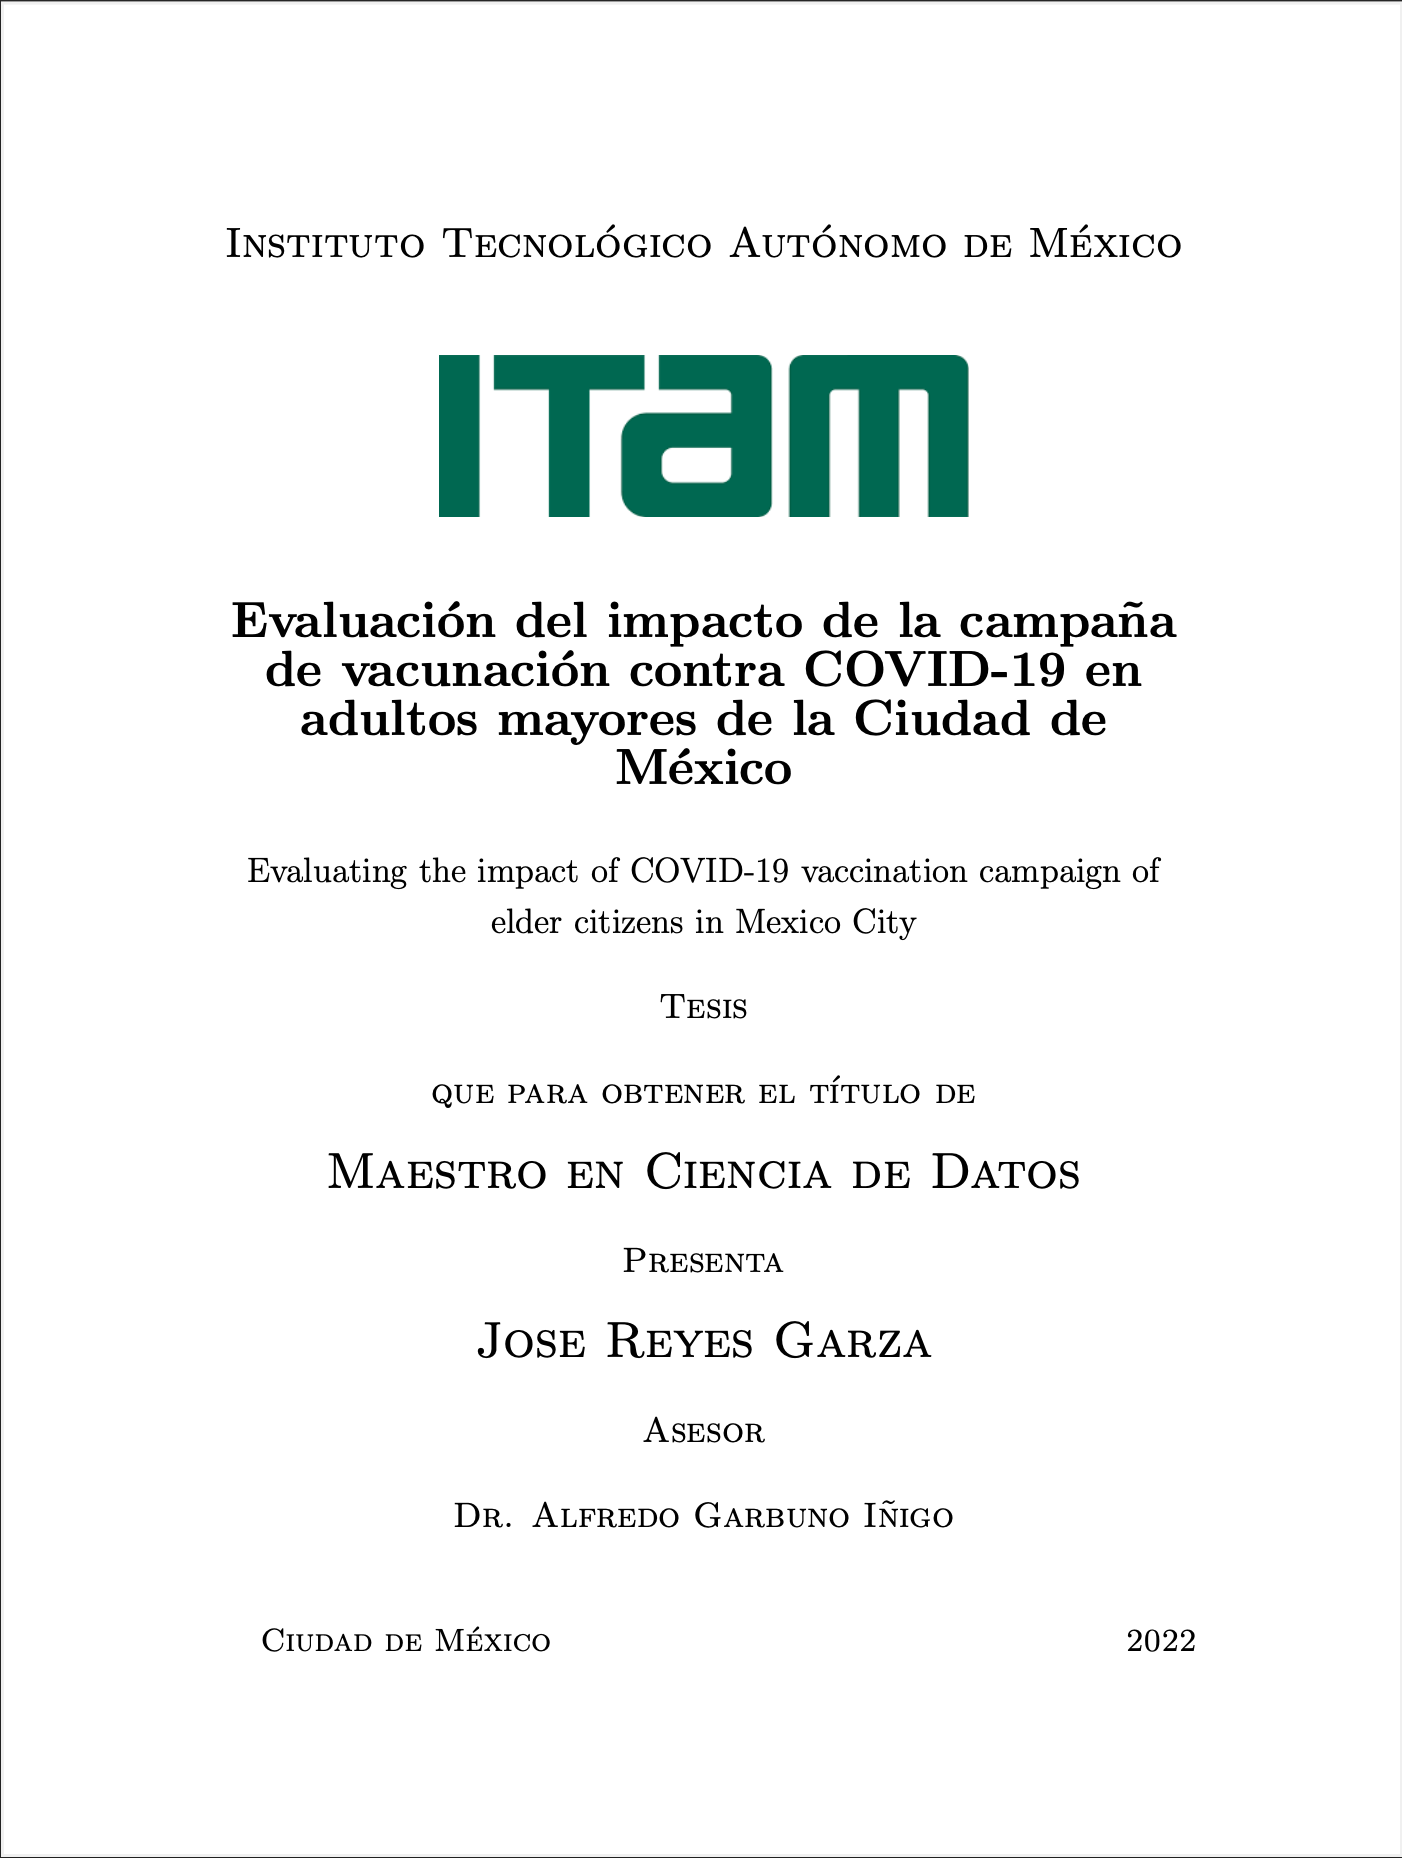 Instituto Tecnológico Autónomo de México
ITAM
Evaluación del impacto de la campaña
de vacunación contra COVID-19 en
adultos mayores de la Ciudad de
México
Evaluating the impact of COVID-19 vaccination campaign of
elder citizens in Mexico City
Tesis
que para obtener el título de
Maestro en Ciencia de Datos
Presenta
Jose Reyes Garza
Asesor
Dr. Alfredo Garbuno Iñigo
Ciudad de México 2022